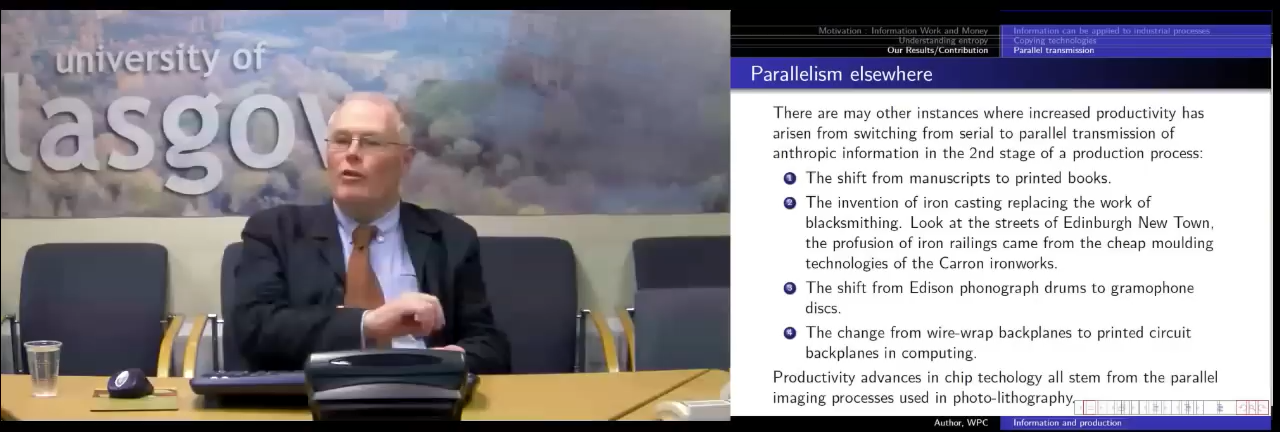 university of
lasgow
Motivation : Information Work and Money
Understanding entropy
Our Results/Contribution
Information can be applied to industrial processes
Copying technologies
Parallel transmission
Parallelism elsewhere
There are may other instances where increased productivity has
arisen from switching from serial to parallel transmission of
anthropic information in the 2nd stage of a production process:
1 The shift from manuscripts to printed books.
2 The invention of iron casting replacing the work of
blacksmithing. Look at the streets of Edinburgh New Town,
the profusion of iron railings came from the cheap moulding
technologies of the Carron ironworks.
3 The shift from Edison phonograph drums to gramophone
discs.
4 The change from wire-wrap backplanes to printed circuit
backplanes in computing.
Productivity advances in chip techology all stem from the parallel
imaging processes used in photo-lithography.
Author, WPC
Information and production